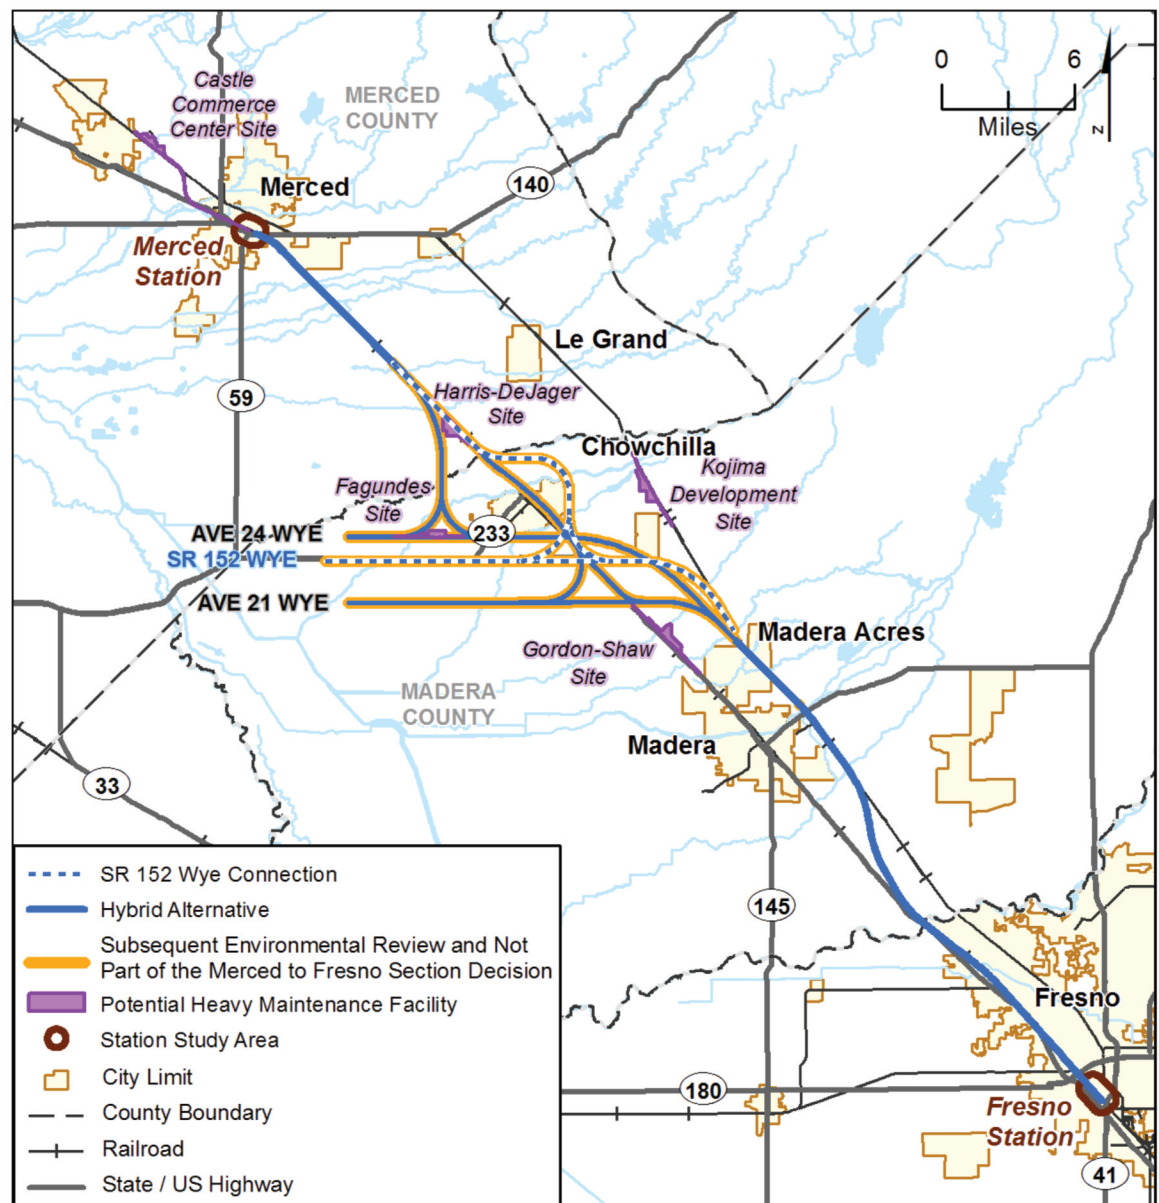 Castle
Commerce
Center Site
MERCED
COUNTY
0
6
Miles
z
Merced
140
Merced
Station
Le Grand
59
Harris-DeJager
Site
Chowchilla
Kojima
Development
Site
Fagundes
Site
AVE 24 WYE
233
SR 152 WYE
AVE 21 WYE
Madera Acres
Gordon-Shaw
Site
MADERA
COUNTY
Madera
33
145
Fresno
180
Fresno
Station
41
SR 152 Wye Connection
Hybrid Alternative
Subsequent Environmental Review and Not
Part of the Merced to Fresno Section Decision
Potential Heavy Maintenance Facility
Station Study Area
City Limit
County Boundary
Railroad
State / US Highway